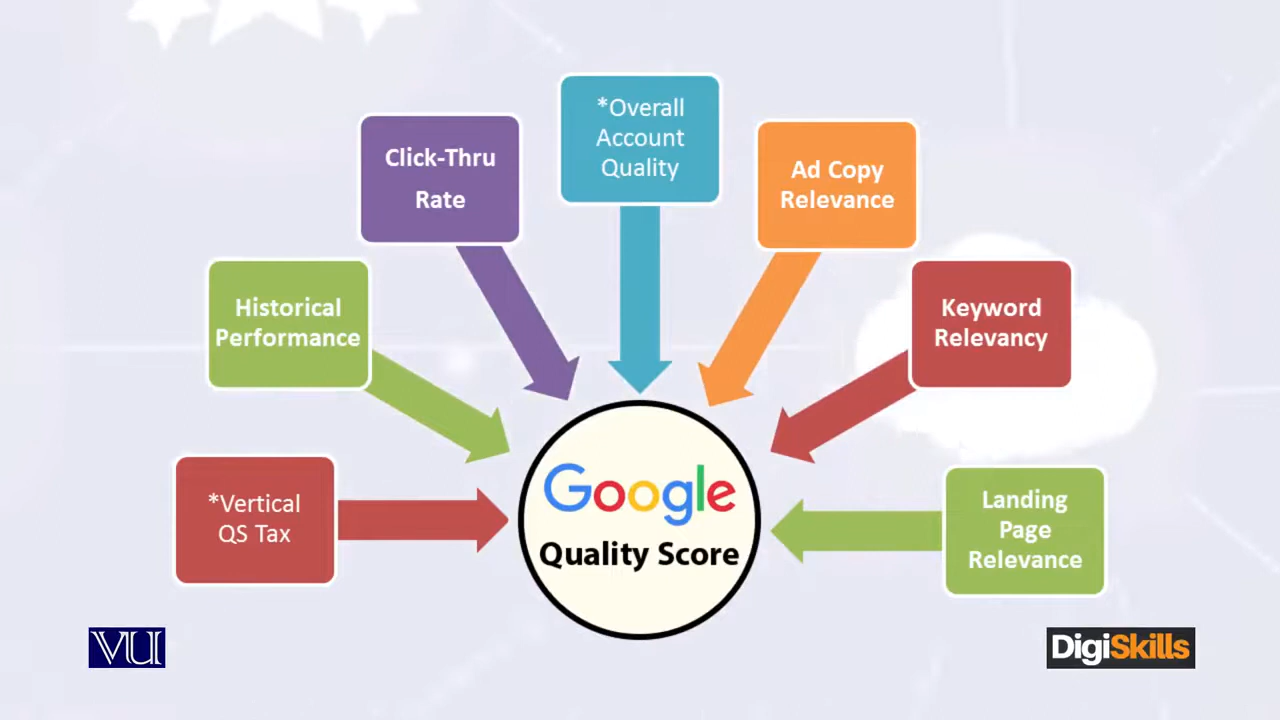 *Overall
Account
Quality
Click-Thru
Rate
Ad Copy
Relevance
Historical
Performance
Keyword
Relevancy
*Vertical
QS Tax
Landing
Page
Relevance
Google
Quality Score
VU
DigiSkills